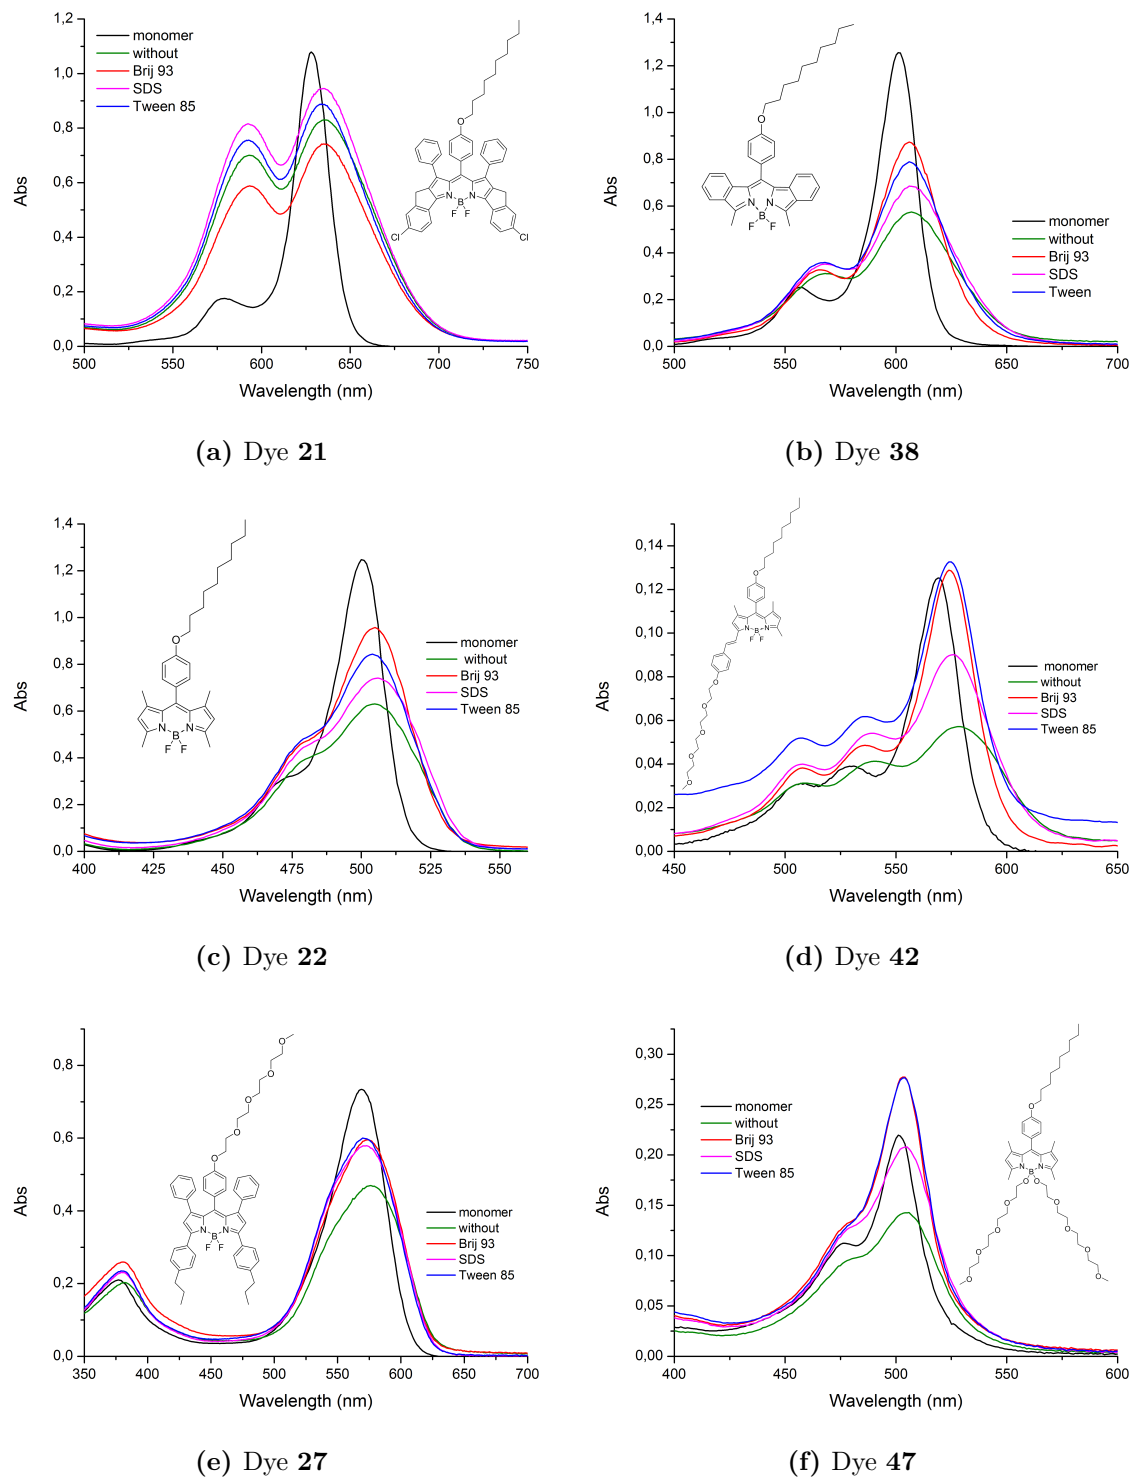 1,2
1,0
0,8
0,6
0,4
0,2
0,0
500 550 600 650 700 750
Wavelength (nm)
Abs
monomer
without
Brij 93
SDS
Tween 85
O
N N
B
F F
Cl Cl
(a) Dye 21
1,4
1,2
1,0
0,8
0,6
0,4
0,2
0,0
500 550 600 650 700
Wavelength (nm)
Abs
monomer
without
Brij 93
SDS
Tween
O
N N
B
F F
(b) Dye 38
1,4
1,2
1,0
0,8
0,6
0,4
0,2
0,0
400 425 450 475 500 525 550
Wavelength (nm)
Abs
monomer
without
Brij 93
SDS
Tween 85
O
N N
B
F F
(c) Dye 22
0,14
0,12
0,10
0,08
0,06
0,04
0,02
0,00
450 500 550 600 650
Wavelength (nm)
Abs
monomer
without
Brij 93
SDS
Tween 85
O
N N
B
F F
O
O
O
O
O
(d) Dye 42
0,8
0,6
0,4
0,2
0,0
350 400 450 500 550 600 650 700
Wavelength (nm)
Abs
monomer
without
Brij 93
SDS
Tween 85
O
O
O
O
O
N N
B
F F
(e) Dye 27
0,30
0,25
0,20
0,15
0,10
0,05
0,00
400 450 500 550 600
Wavelength (nm)
Abs
monomer
without
Brij 93
SDS
Tween 85
O
N N
B
O O
O O
O O
O O
O O
(f) Dye 47